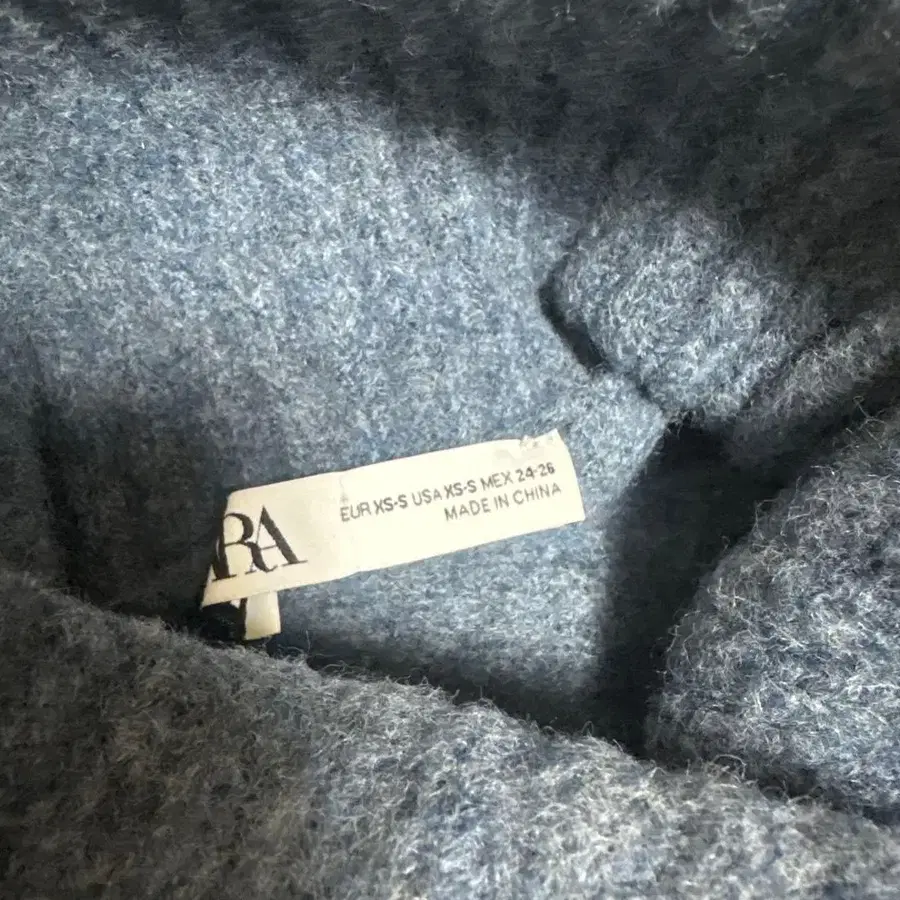 RA
EUR XS-S USA XS-S MEX 24-26
MADE IN CHINA